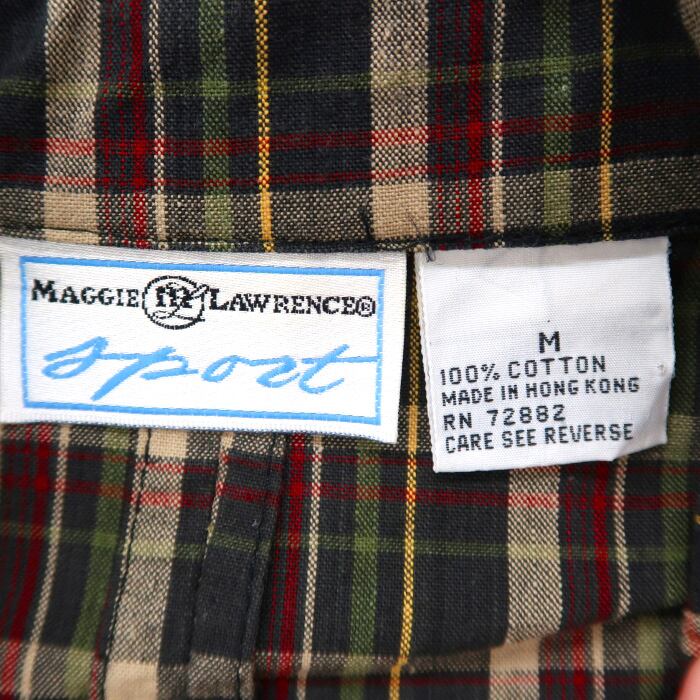 MAGGIE m LAWRENCE®
sport
M
100% COTTON
MADE IN HONG KONG
RN 72882
CARE SEE REVERSE